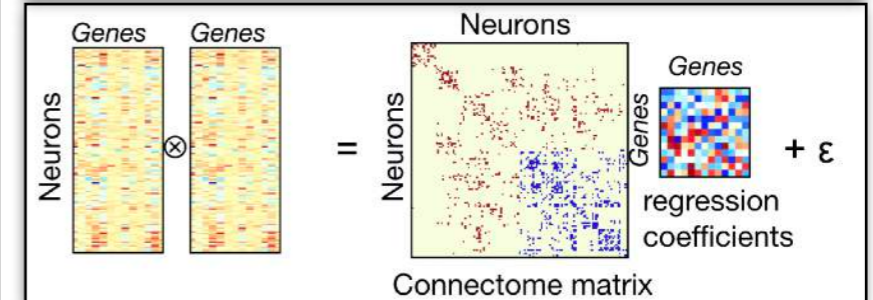 Genes Genes
Neurons
⊗
=
Neurons
Neurons
Connectome matrix
Genes
Genes
regression
coefficients
+ ε